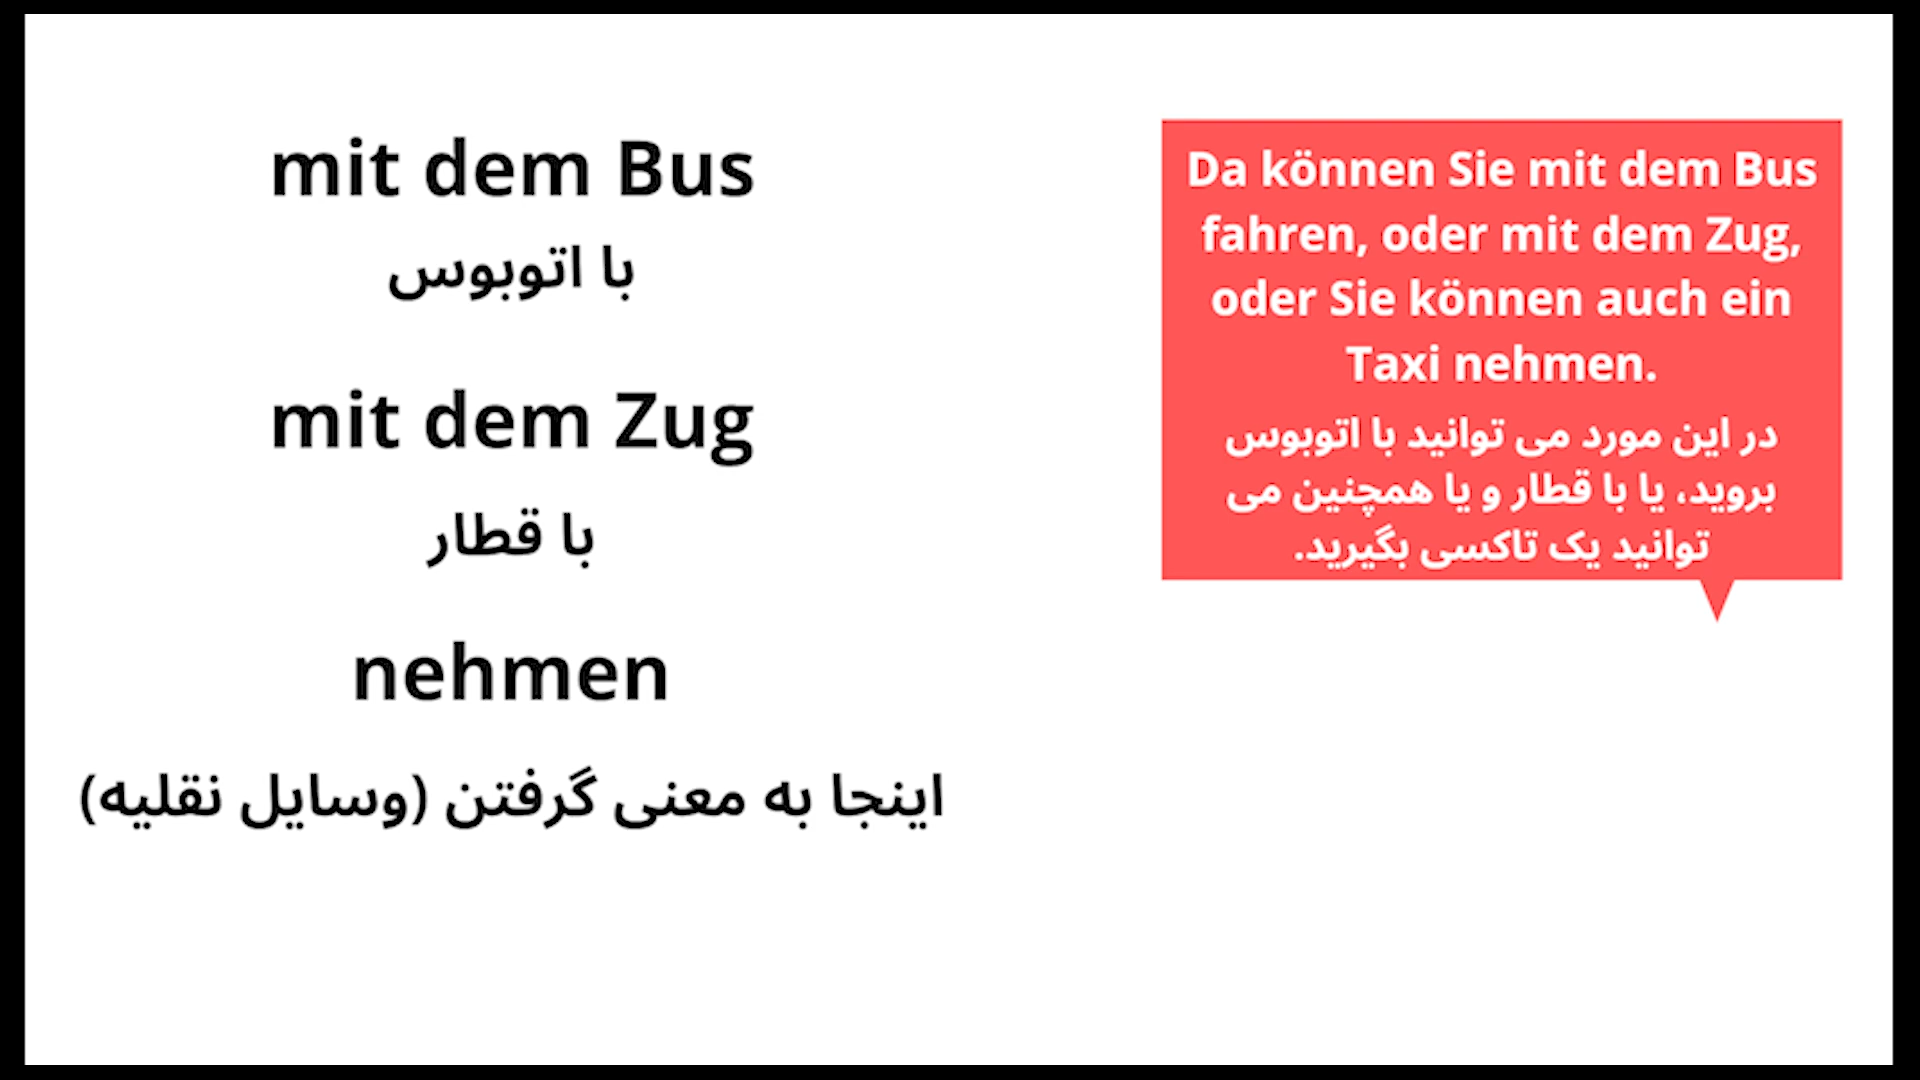 mit dem Bus
با اتوبوس
mit dem Zug
با قطار
nehmen
اینجا به معنی گرفتن (وسایل نقلیه)
Da können Sie mit dem Bus
fahren, oder mit dem Zug,
oder Sie können auch ein
Taxi nehmen.
در این مورد می توانید با اتوبوس
بروید، یا با قطار و یا همچنین می
توانید یک تاکسی بگیرید.